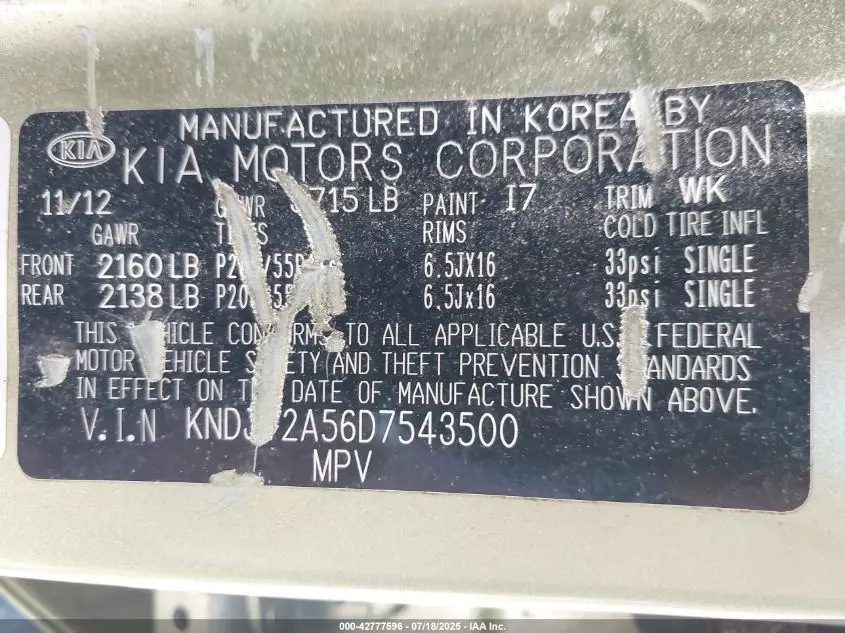 MANUFACTURED IN KOREA BY
KIA KIA MOTORS CORPORATION
11/12 715 LB PAINT I7 TRIM WK
GAWR RIMS COLD TIRE INFL
FRONT 2160 LB 6.5JX16 33psi SINGLE
REAR 2138 LB 6.5Jx16 33psi SINGLE
THIS TO ALL APPLICABLE U.S. FEDERAL
MOTOR AND THEFT PREVENTION
IN EFFECT ON DATE OF MANUFACTURE SHOWN ABOVE.
V.I.N 2A56D7543500
MPV
000-42777596 - 07/18/2025 - IAA Inc.